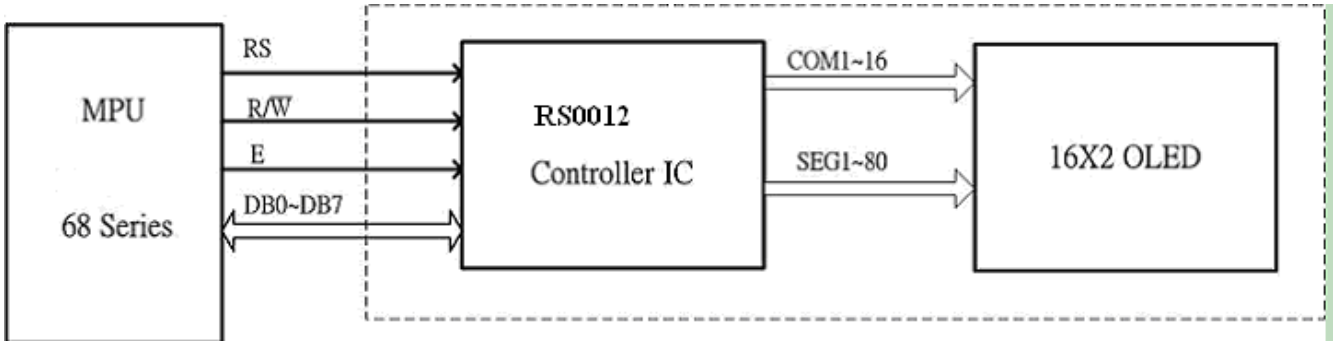 MPU
68 Series
RS
R/W̅
E
DB0~DB7
RS0012
Controller IC
COM1~16
SEG1~80
16X2 OLED